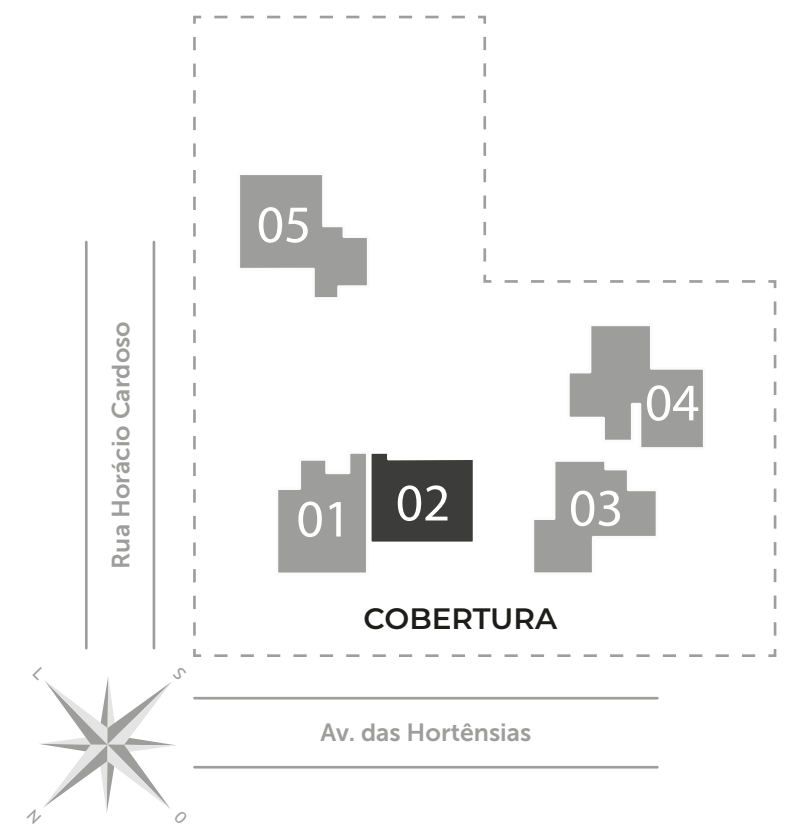 05
04
01
02
03
Rua Horácio Cardoso
COBERTURA
Av. das Hortênsias
L
S
N
O